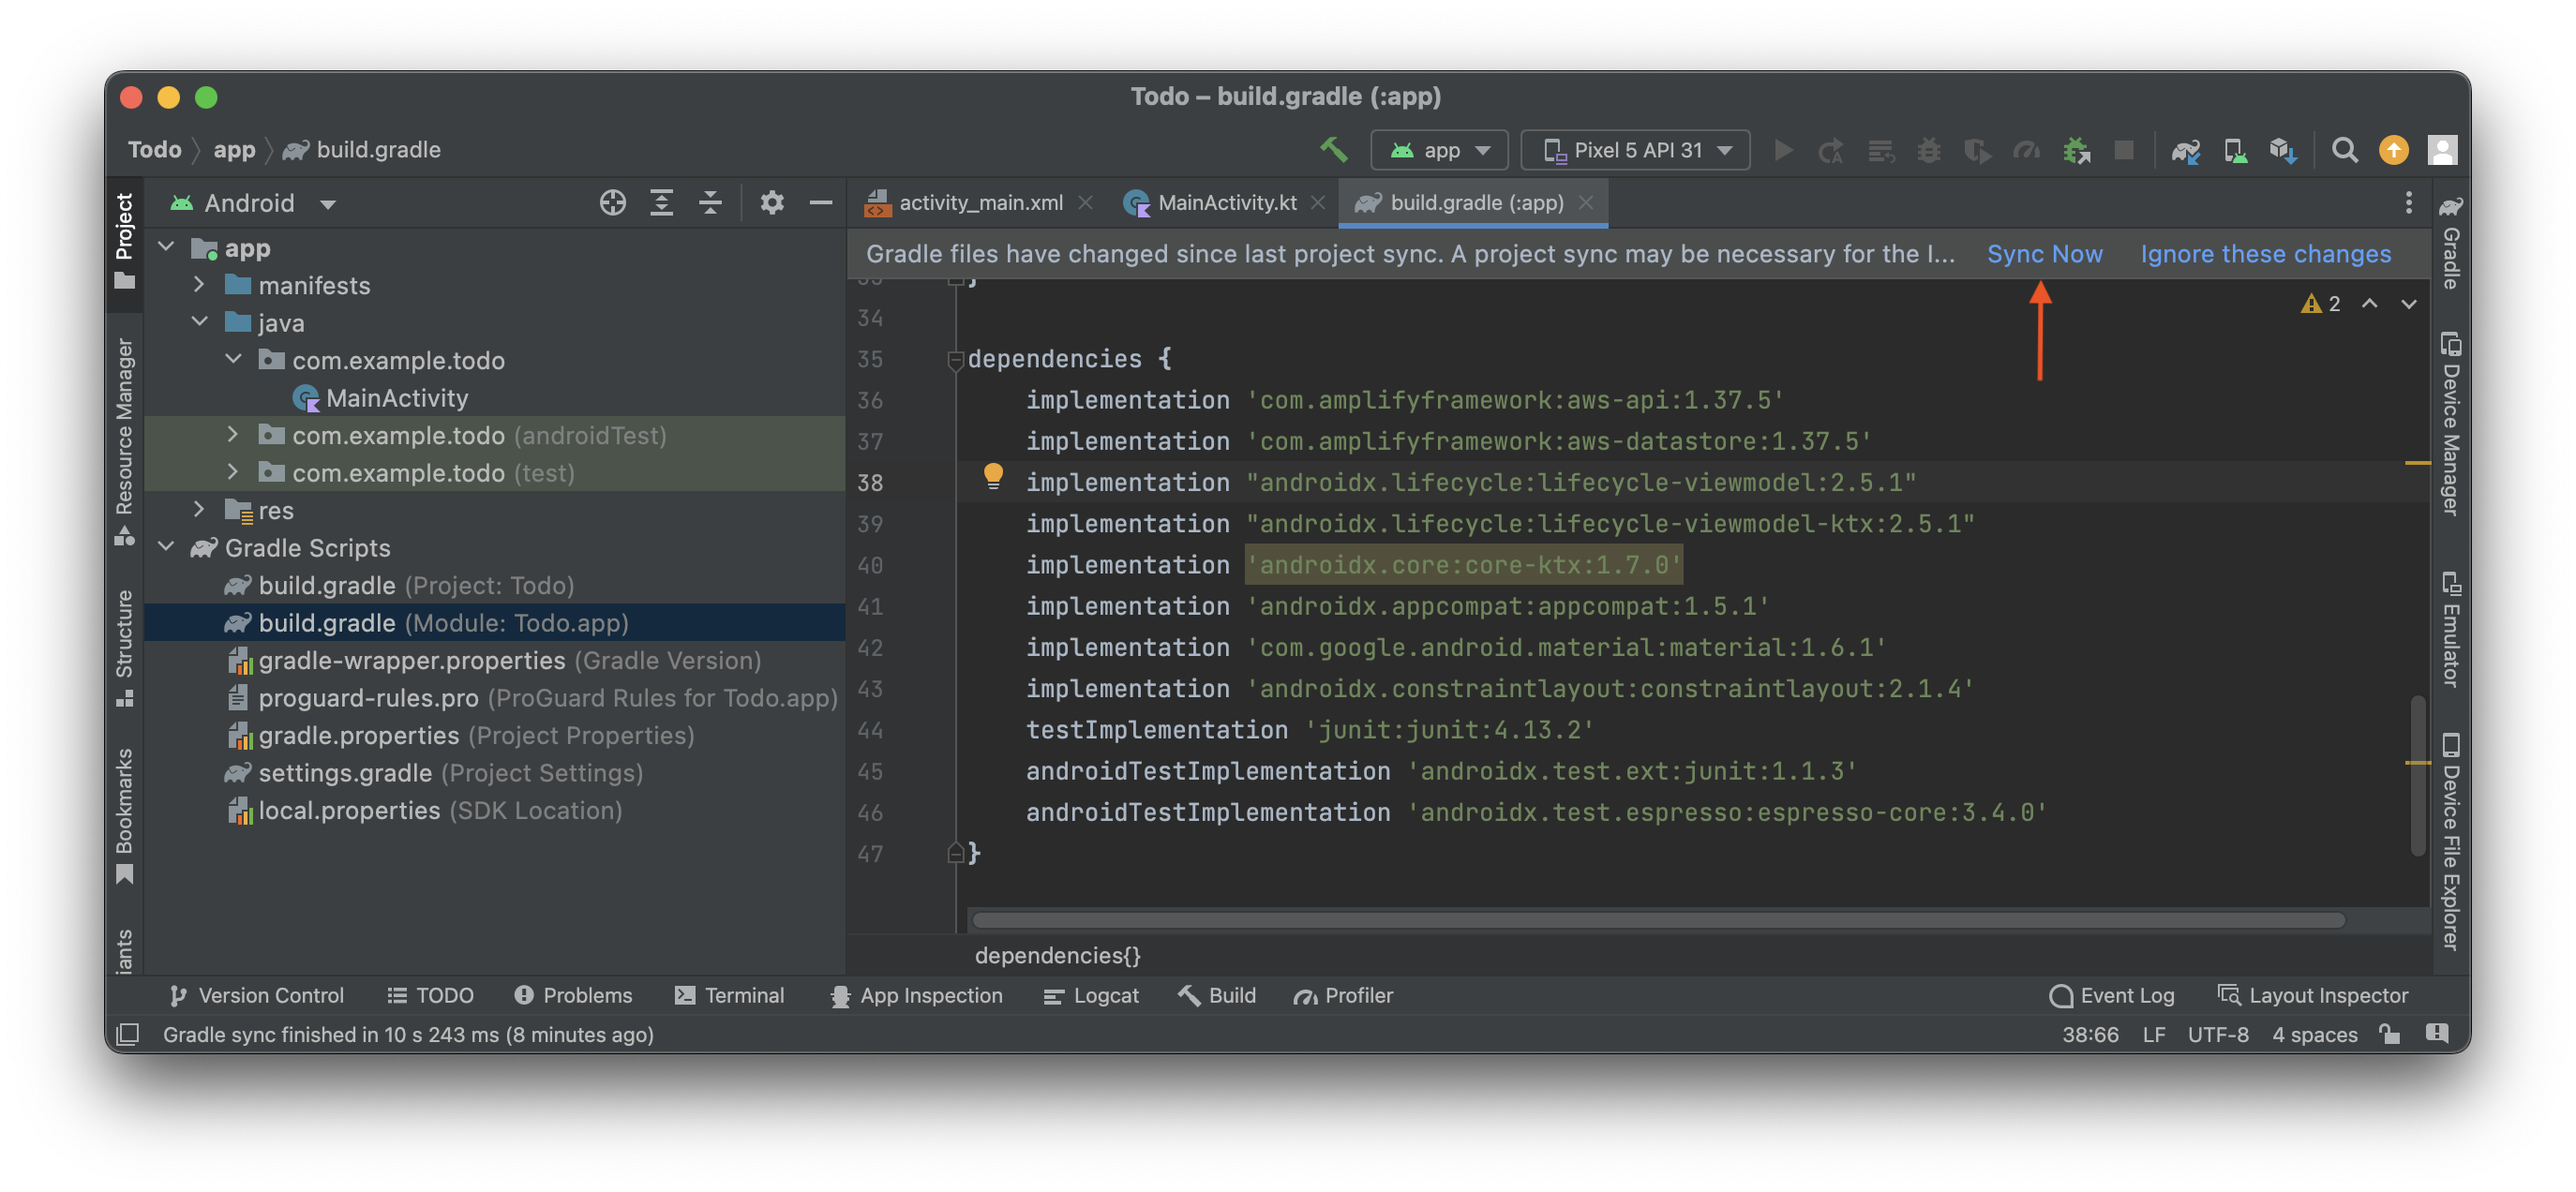 Todo – build.gradle (:app)
Todo app build.gradle
app
Pixel 5 API 31
Project
Resource Manager
Structure
Bookmarks
iants
Android
app
manifests
java
com.example.todo
MainActivity
com.example.todo (androidTest)
com.example.todo (test)
res
Gradle Scripts
build.gradle (Project: Todo)
build.gradle (Module: Todo.app)
gradle-wrapper.properties (Gradle Version)
proguard-rules.pro (ProGuard Rules for Todo.app)
gradle.properties (Project Properties)
settings.gradle (Project Settings)
local.properties (SDK Location)
activity_main.xml
MainActivity.kt
build.gradle (:app)
Gradle files have changed since last project sync. A project sync may be necessary for the I... Sync Now Ignore these changes
2
}
34
35 dependencies {
36 implementation 'com.amplifyframework:aws-api:1.37.5'
37 implementation 'com.amplifyframework:aws-datastore:1.37.5'
38 implementation "androidx.lifecycle:lifecycle-viewmodel:2.5.1"
39 implementation "androidx.lifecycle:lifecycle-viewmodel-ktx:2.5.1"
40 implementation 'androidx.core:core-ktx:1.7.0'
41 implementation 'androidx.appcompat:appcompat:1.5.1'
42 implementation 'com.google.android.material:material:1.6.1'
43 implementation 'androidx.constraintlayout:constraintlayout:2.1.4'
44 testImplementation 'junit:junit:4.13.2'
45 androidTestImplementation 'androidx.test.ext:junit:1.1.3'
46 androidTestImplementation 'androidx.test.espresso:espresso-core:3.4.0'
47 }
dependencies{}
Gradle
Device Manager
Emulator
Device File Explorer
Version Control TODO Problems Terminal App Inspection Logcat Build Profiler Event Log Layout Inspector
Gradle sync finished in 10 s 243 ms (8 minutes ago) 38:66 LF UTF-8 4 spaces